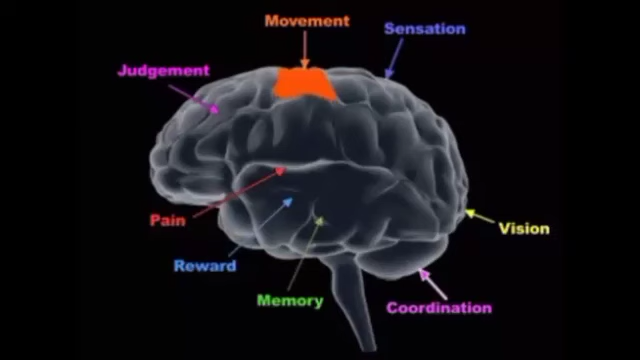 Movement
Sensation
Judgement
Pain
Vision
Reward
Memory
Coordination